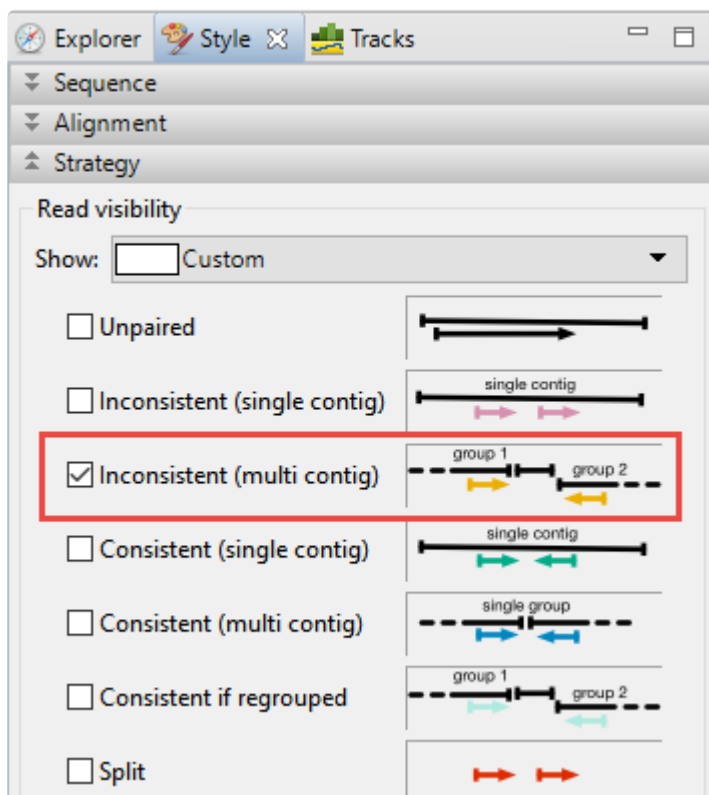 Explorer Style Tracks
Sequence
Alignment
Strategy
Read visibility
Show: Custom
Unpaired
Inconsistent (single contig) single contig
Inconsistent (multi contig) group 1 group 2
Consistent (single contig) single contig
Consistent (multi contig) single group
Consistent if regrouped group 1 group 2
Split